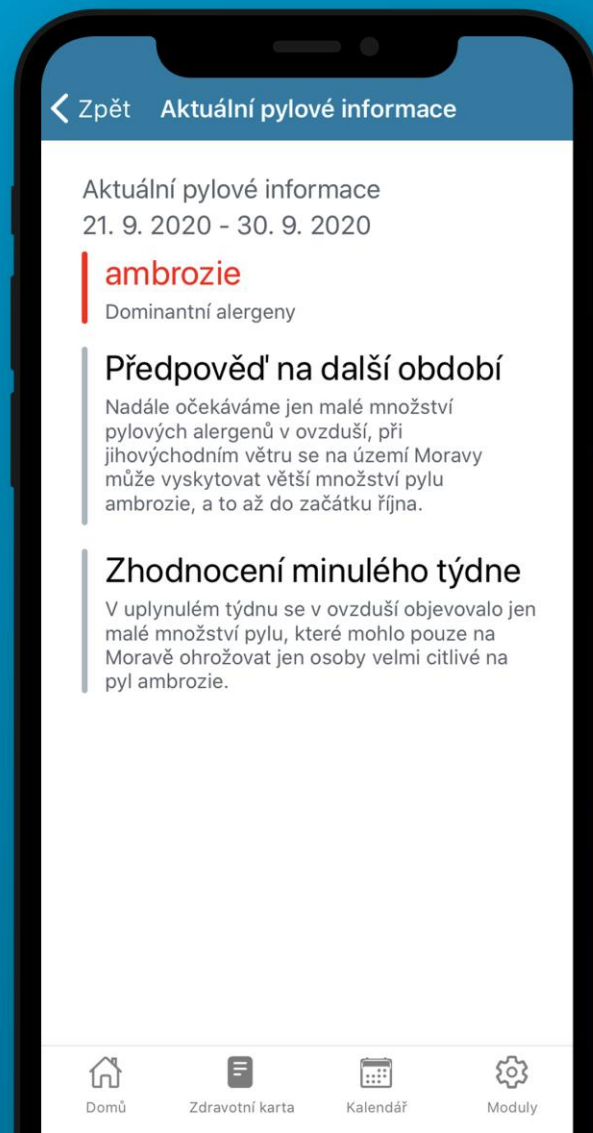 Zpět Aktuální pylové informace
Aktuální pylové informace
21. 9. 2020 - 30. 9. 2020
ambrozie
Dominantní alergeny
Předpověď na další období
Nadále očekáváme jen malé množství
pylových alergenů v ovzduší, při
jihovýchodním větru se na území Moravy
může vyskytovat větší množství pylu
ambrozie, a to až do začátku října.
Zhodnocení minulého týdne
V uplynulém týdnu se v ovzduší objevovalo jen
malé množství pylu, které mohlo pouze na
Moravě ohrožovat jen osoby velmi citlivé na
pyl ambrozie.
Domů Zdravotní karta Kalendář Moduly